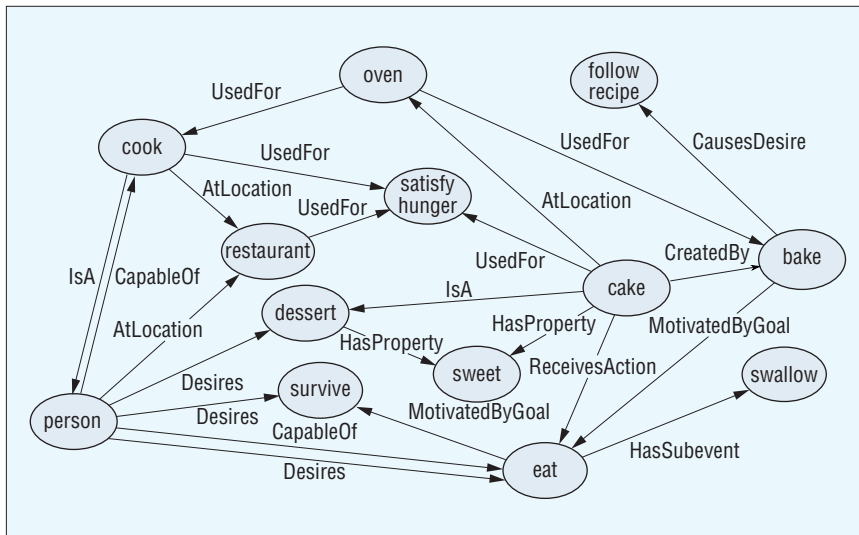 oven
follow
recipe
UsedFor
cook
UsedFor
UsedFor
CausesDesire
AtLocation
satisfy
hunger
UsedFor
AtLocation
restaurant
bake
IsA
CapableOf
UsedFor
CreatedBy
cake
IsA
dessert
AtLocation
HasProperty
MotivatedByGoal
HasProperty
ReceivesAction
sweet
swallow
Desires
survive
Desires
MotivatedByGoal
person
CapableOf
HasSubevent
eat
Desires